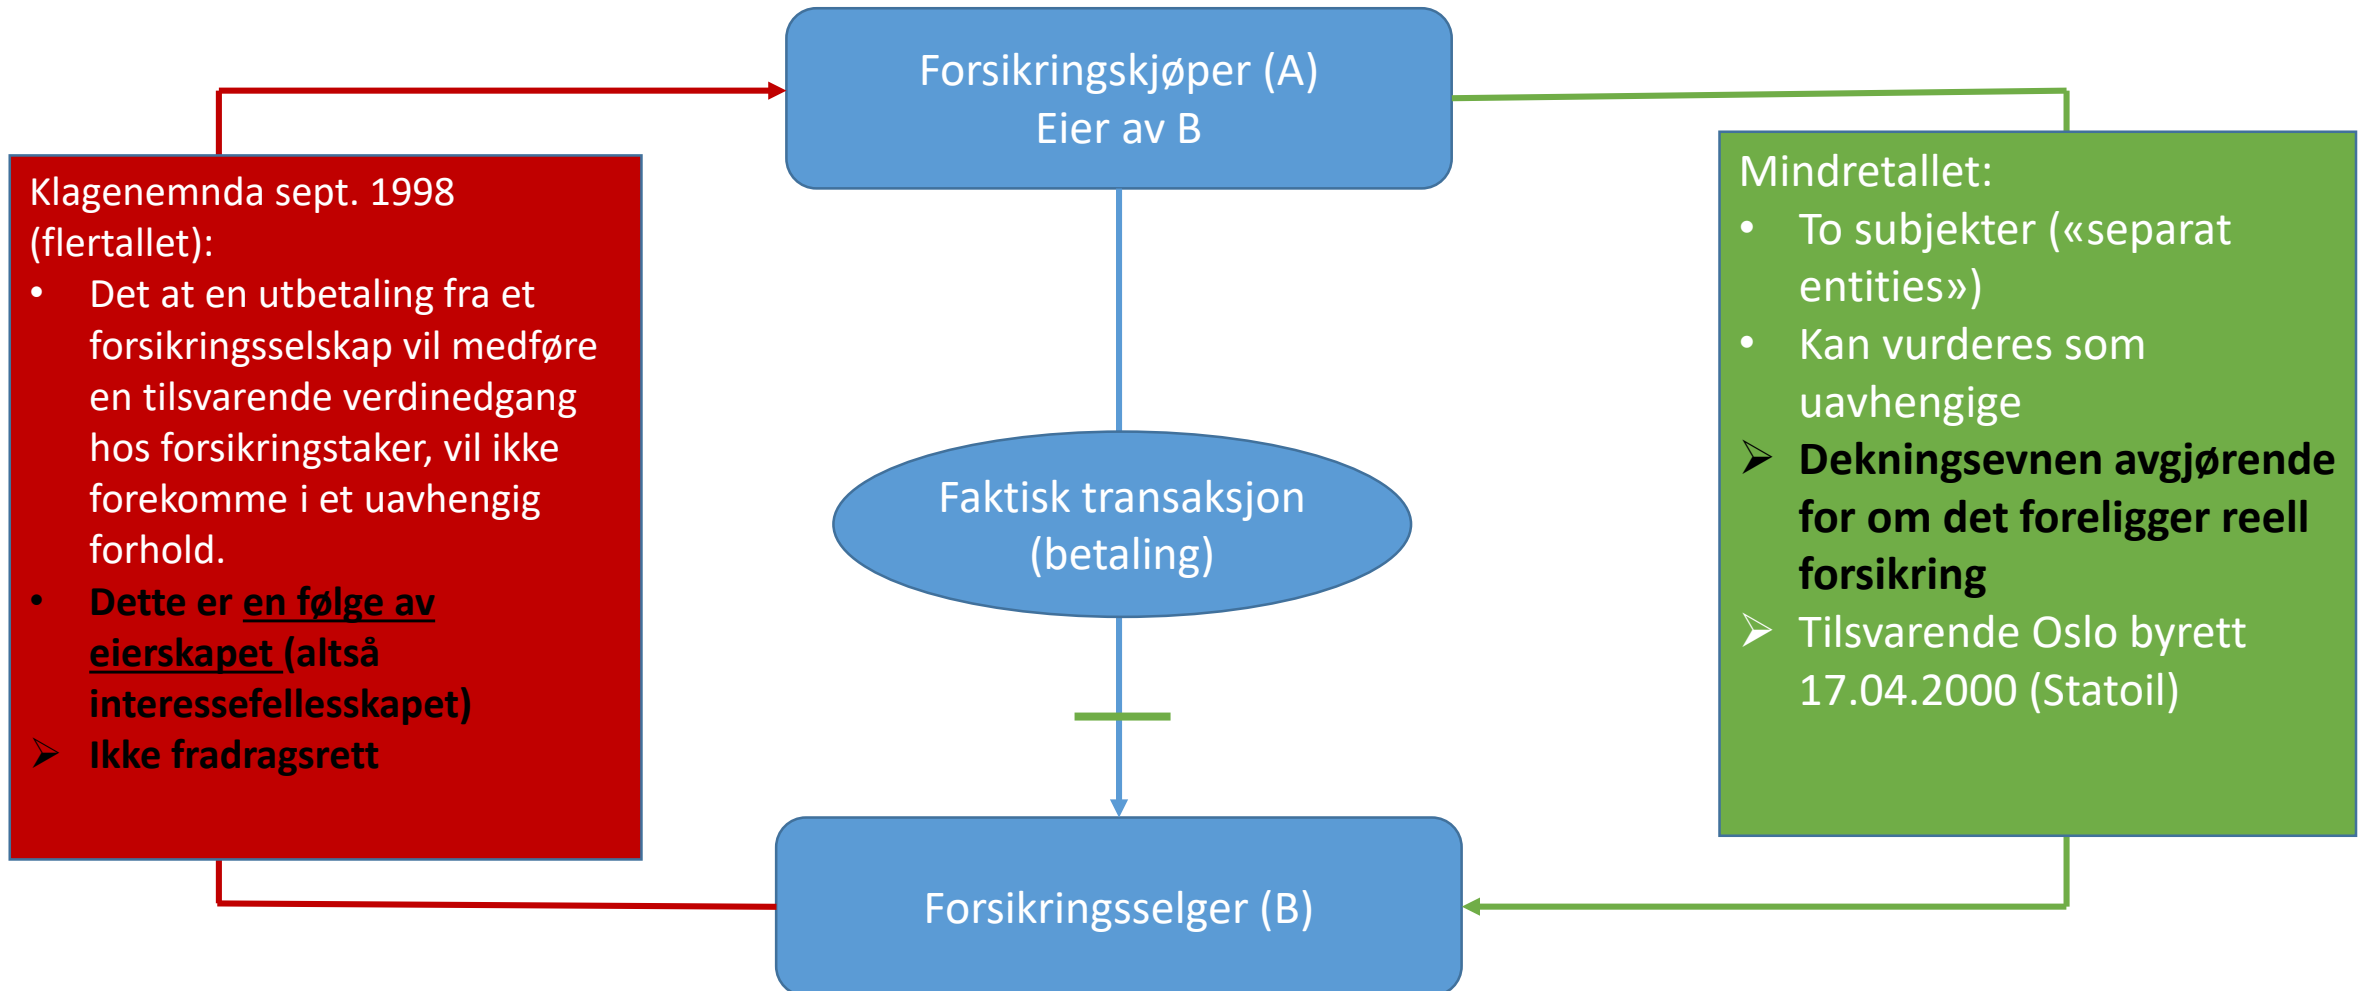 Forsikringskjøper (A)
Eier av B
Klagenemnda sept. 1998
(flertallet):
• Det at en utbetaling fra et
forsikringsselskap vil medføre
en tilsvarende verdinedgang
hos forsikringstaker, vil ikke
forekomme i et uavhengig
forhold.
• Dette er en følge av
eierskapet (altså
interessefellesskapet)
➢ Ikke fradragsrett
Faktisk transaksjon
(betaling)
Mindretallet:
• To subjekter («separat
entities»)
• Kan vurderes som
uavhengige
➢ Dekningsevnen avgjørende
for om det foreligger reell
forsikring
➢ Tilsvarende Oslo byrett
17.04.2000 (Statoil)
Forsikringsselger (B)